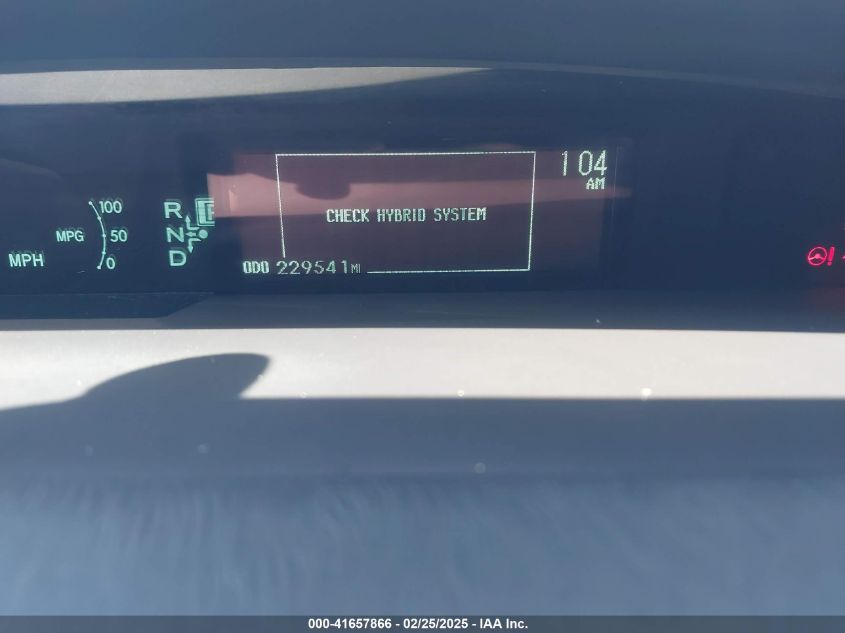 1 04
AM
100
MPG
50
0
MPH
R
N
D
CHECK HYBRID SYSTEM
ODO 229541 MI
000-41657866 - 02/25/2025 - IAA Inc.